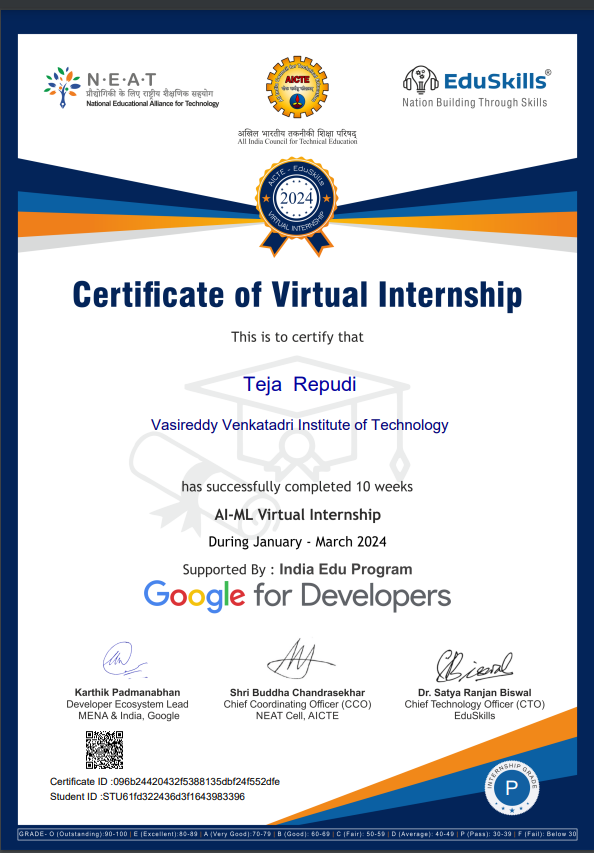 N·E·A·T
प्रौद्योगिकी के लिए राष्ट्रीय शैक्षणिक सहयोग
National Educational Alliance for Technology
AICTE
EduSkills®
Nation Building Through Skills
अखिल भारतीय तकनीकी शिक्षा परिषद्
All India Council for Technical Education
AICTE - EduSkills
2024
VIRTUAL INTERNSHIP
Certificate of Virtual Internship
This is to certify that
Teja Repudi
Vasireddy Venkatadri Institute of Technology
has successfully completed 10 weeks
AI-ML Virtual Internship
During January - March 2024
Supported By : India Edu Program
Google for Developers
Karthik Padmanabhan
Developer Ecosystem Lead
MENA & India, Google
Shri Buddha Chandrasekhar
Chief Coordinating Officer (CCO)
NEAT Cell, AICTE
Dr. Satya Ranjan Biswal
Chief Technology Officer (CTO)
EduSkills
Certificate ID :096b24420432f5388135dbf24f552dfe
Student ID :STU61fd322436d3f1643983396
INTERNSHIP GRADE
P
GRADE- O (Outstanding):90-100 | E (Excellent):80-89 | A (Very Good):70-79 | B (Good): 60-69 | C (Fair): 50-59 | D (Average): 40-49 | P (Pass): 30-39 | F (Fail): Below 30